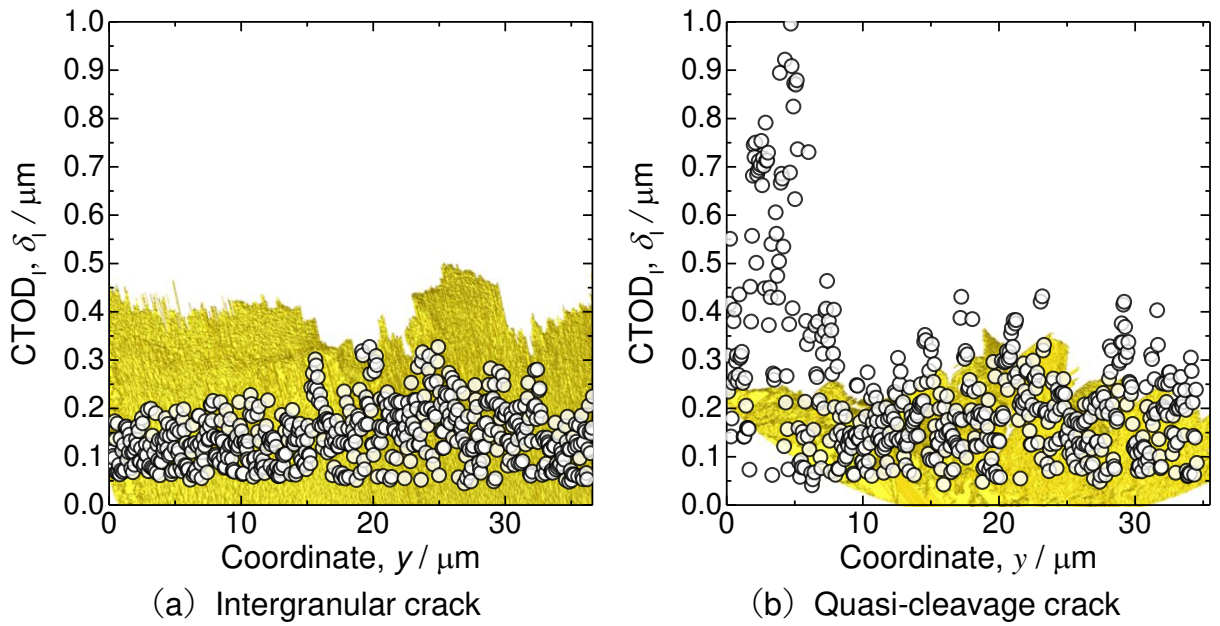 1.0
0.9
0.8
0.7
0.6
0.5
0.4
0.3
0.2
0.1
0.0
CTOD_I, δ_I / μm
0 10 20 30
Coordinate, y / μm
(a) Intergranular crack
1.0
0.9
0.8
0.7
0.6
0.5
0.4
0.3
0.2
0.1
0.0
CTOD_I, δ_I / μm
0 10 20 30
Coordinate, y / μm
(b) Quasi-cleavage crack